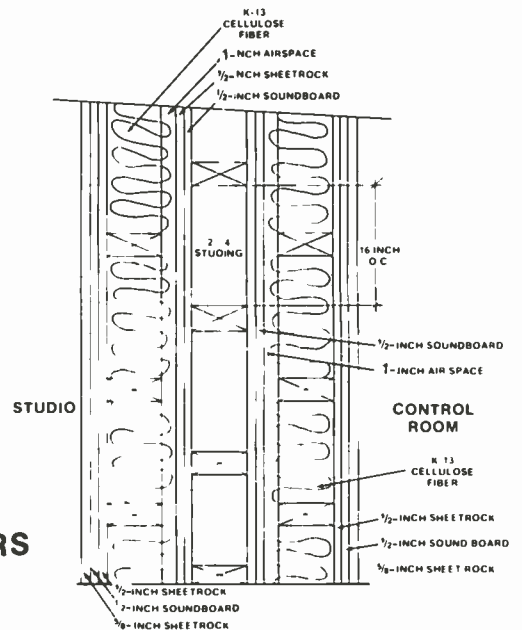 K-13
CELLULOSE
FIBER
1-INCH AIRSPACE
1/2-INCH SHEETROCK
1/2-INCH SOUNDBOARD
2 4
STUDING
16 INCH
O C
1/2-INCH SOUNDBOARD
1-INCH AIR SPACE
STUDIO
CONTROL
ROOM
K-13
CELLULOSE
FIBER
1/2-INCH SHEETROCK
1/2-INCH SOUND BOARD
5/8-INCH SHEET ROCK
RS
1/2-INCH SHEETROCK
1/2-INCH SOUNDBOARD
5/8-INCH SHEETROCK